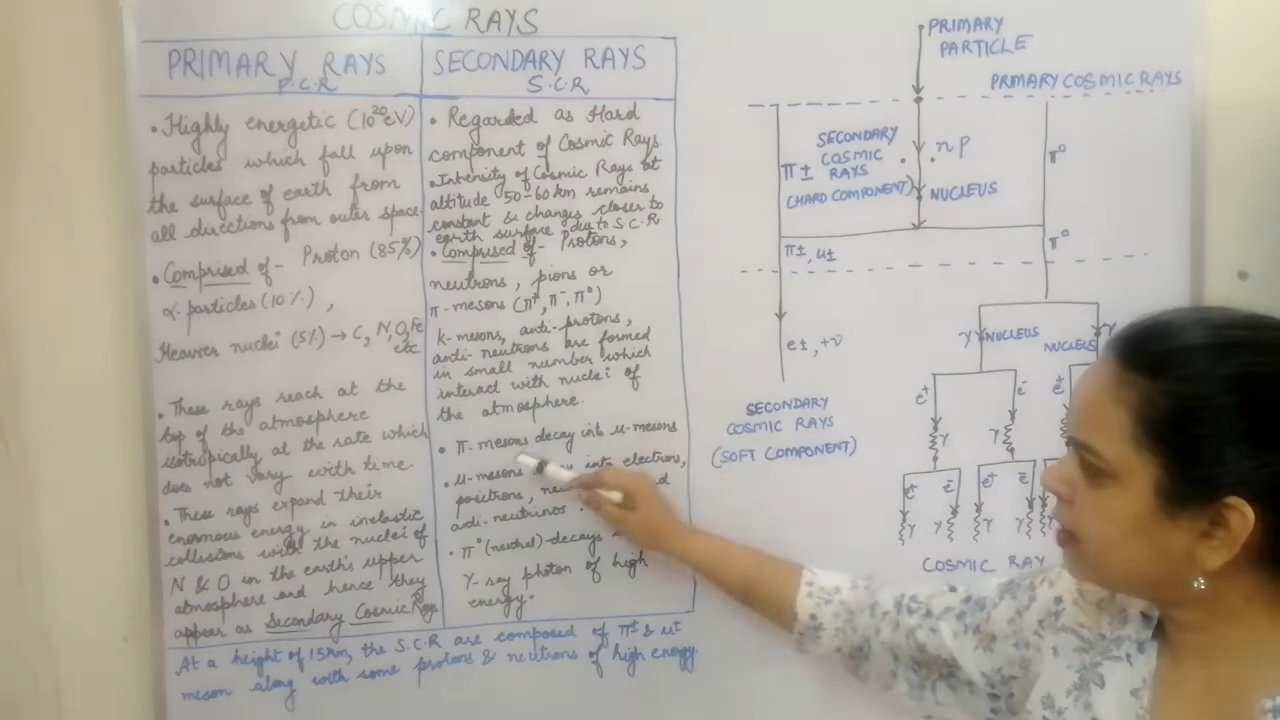 COSMIC RAYS
PRIMARY RAYS
P.C.R
• Highly energetic (10²⁰eV)
particles which fall upon
the surface of earth from
all directions from outer space.
• Comprised of - Proton (85%)
α-particles (10%),
Heavier nuclei (5%) → C, N, O, Fe
etc.
• These rays reach at the
top of the atmosphere
isotropically at the rate which
does not vary with time.
• These rays expand their
enormous energy in inelastic
collisions with the nuclei of
N & O in the earth's upper
atmosphere and hence they
appear as Secondary Cosmic Rays
SECONDARY RAYS
S.C.R
• Regarded as Hard
component of Cosmic Rays
• Intensity of Cosmic Rays at
altitude 50-60 km remains
constant & changes closer to
earth surface due to S.C.R
• Comprised of - Protons,
neutrons, pions or
π-mesons (π⁺, π⁻, π⁰)
k-mesons, anti-protons,
anti-neutrons are formed
in small number which
interact with nuclei of
the atmosphere.
• π-mesons decay into μ-mesons
• μ-mesons into electrons,
positrons,
anti-neutrinos.
• π⁰ (neutral) - decays
γ-ray photon of high
energy.
At a height of 15km, the S.C.R are composed of π± & μ±
meson along with some protons & neutrons of high energy.
PRIMARY
PARTICLE
PRIMARY COSMIC RAYS
SECONDARY
COSMIC
RAYS
(HARD COMPONENT)
π±
n p
NUCLEUS
π⁰
π±, μ±
π⁰
e±, +ν
SECONDARY
COSMIC RAYS
(SOFT COMPONENT)
γ NUCLEUS
NUCLEUS γ
e⁺ e⁻ e⁺
γ γ
e⁺ e⁻ e⁺ e⁻
γ γ γ γ γ
COSMIC RAY